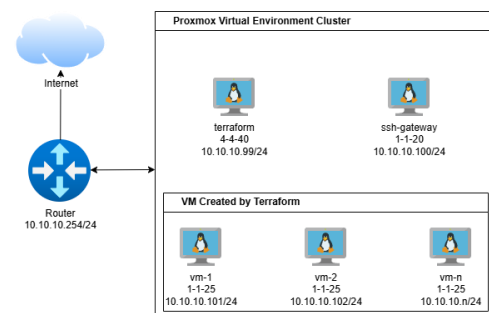 Proxmox Virtual Environment Cluster
Internet
terraform
4-4-40
10.10.10.99/24
ssh-gateway
1-1-20
10.10.10.100/24
Router
10.10.10.254/24
VM Created by Terraform
vm-1
1-1-25
10.10.10.101/24
vm-2
1-1-25
10.10.10.102/24
vm-n
1-1-25
10.10.10.n/24